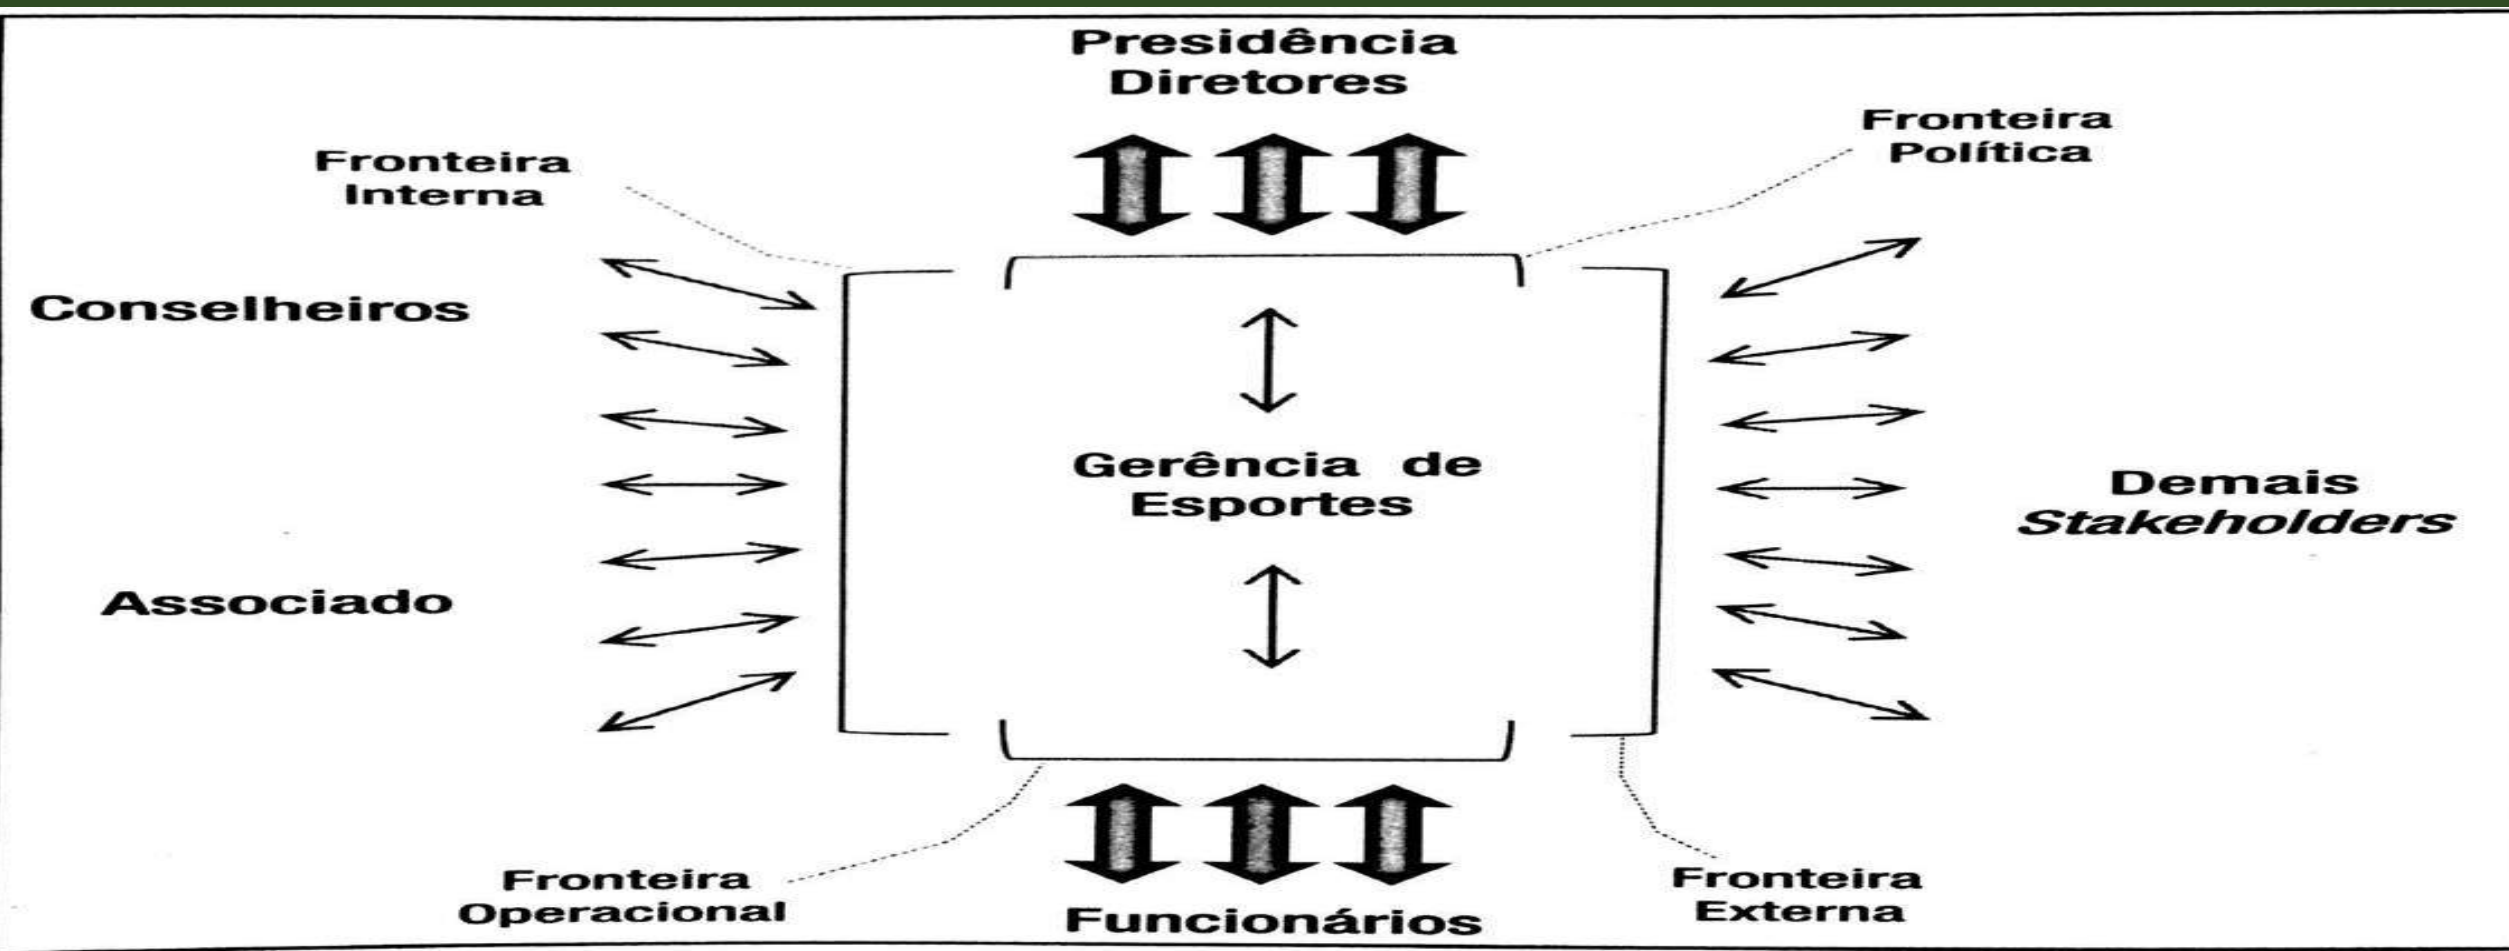 Presidência
Diretores
Fronteira
Política
Fronteira
Interna
Conselheiros
Gerência de
Esportes
Demais
Stakeholders
Associado
Fronteira
Operacional
Funcionários
Fronteira
Externa